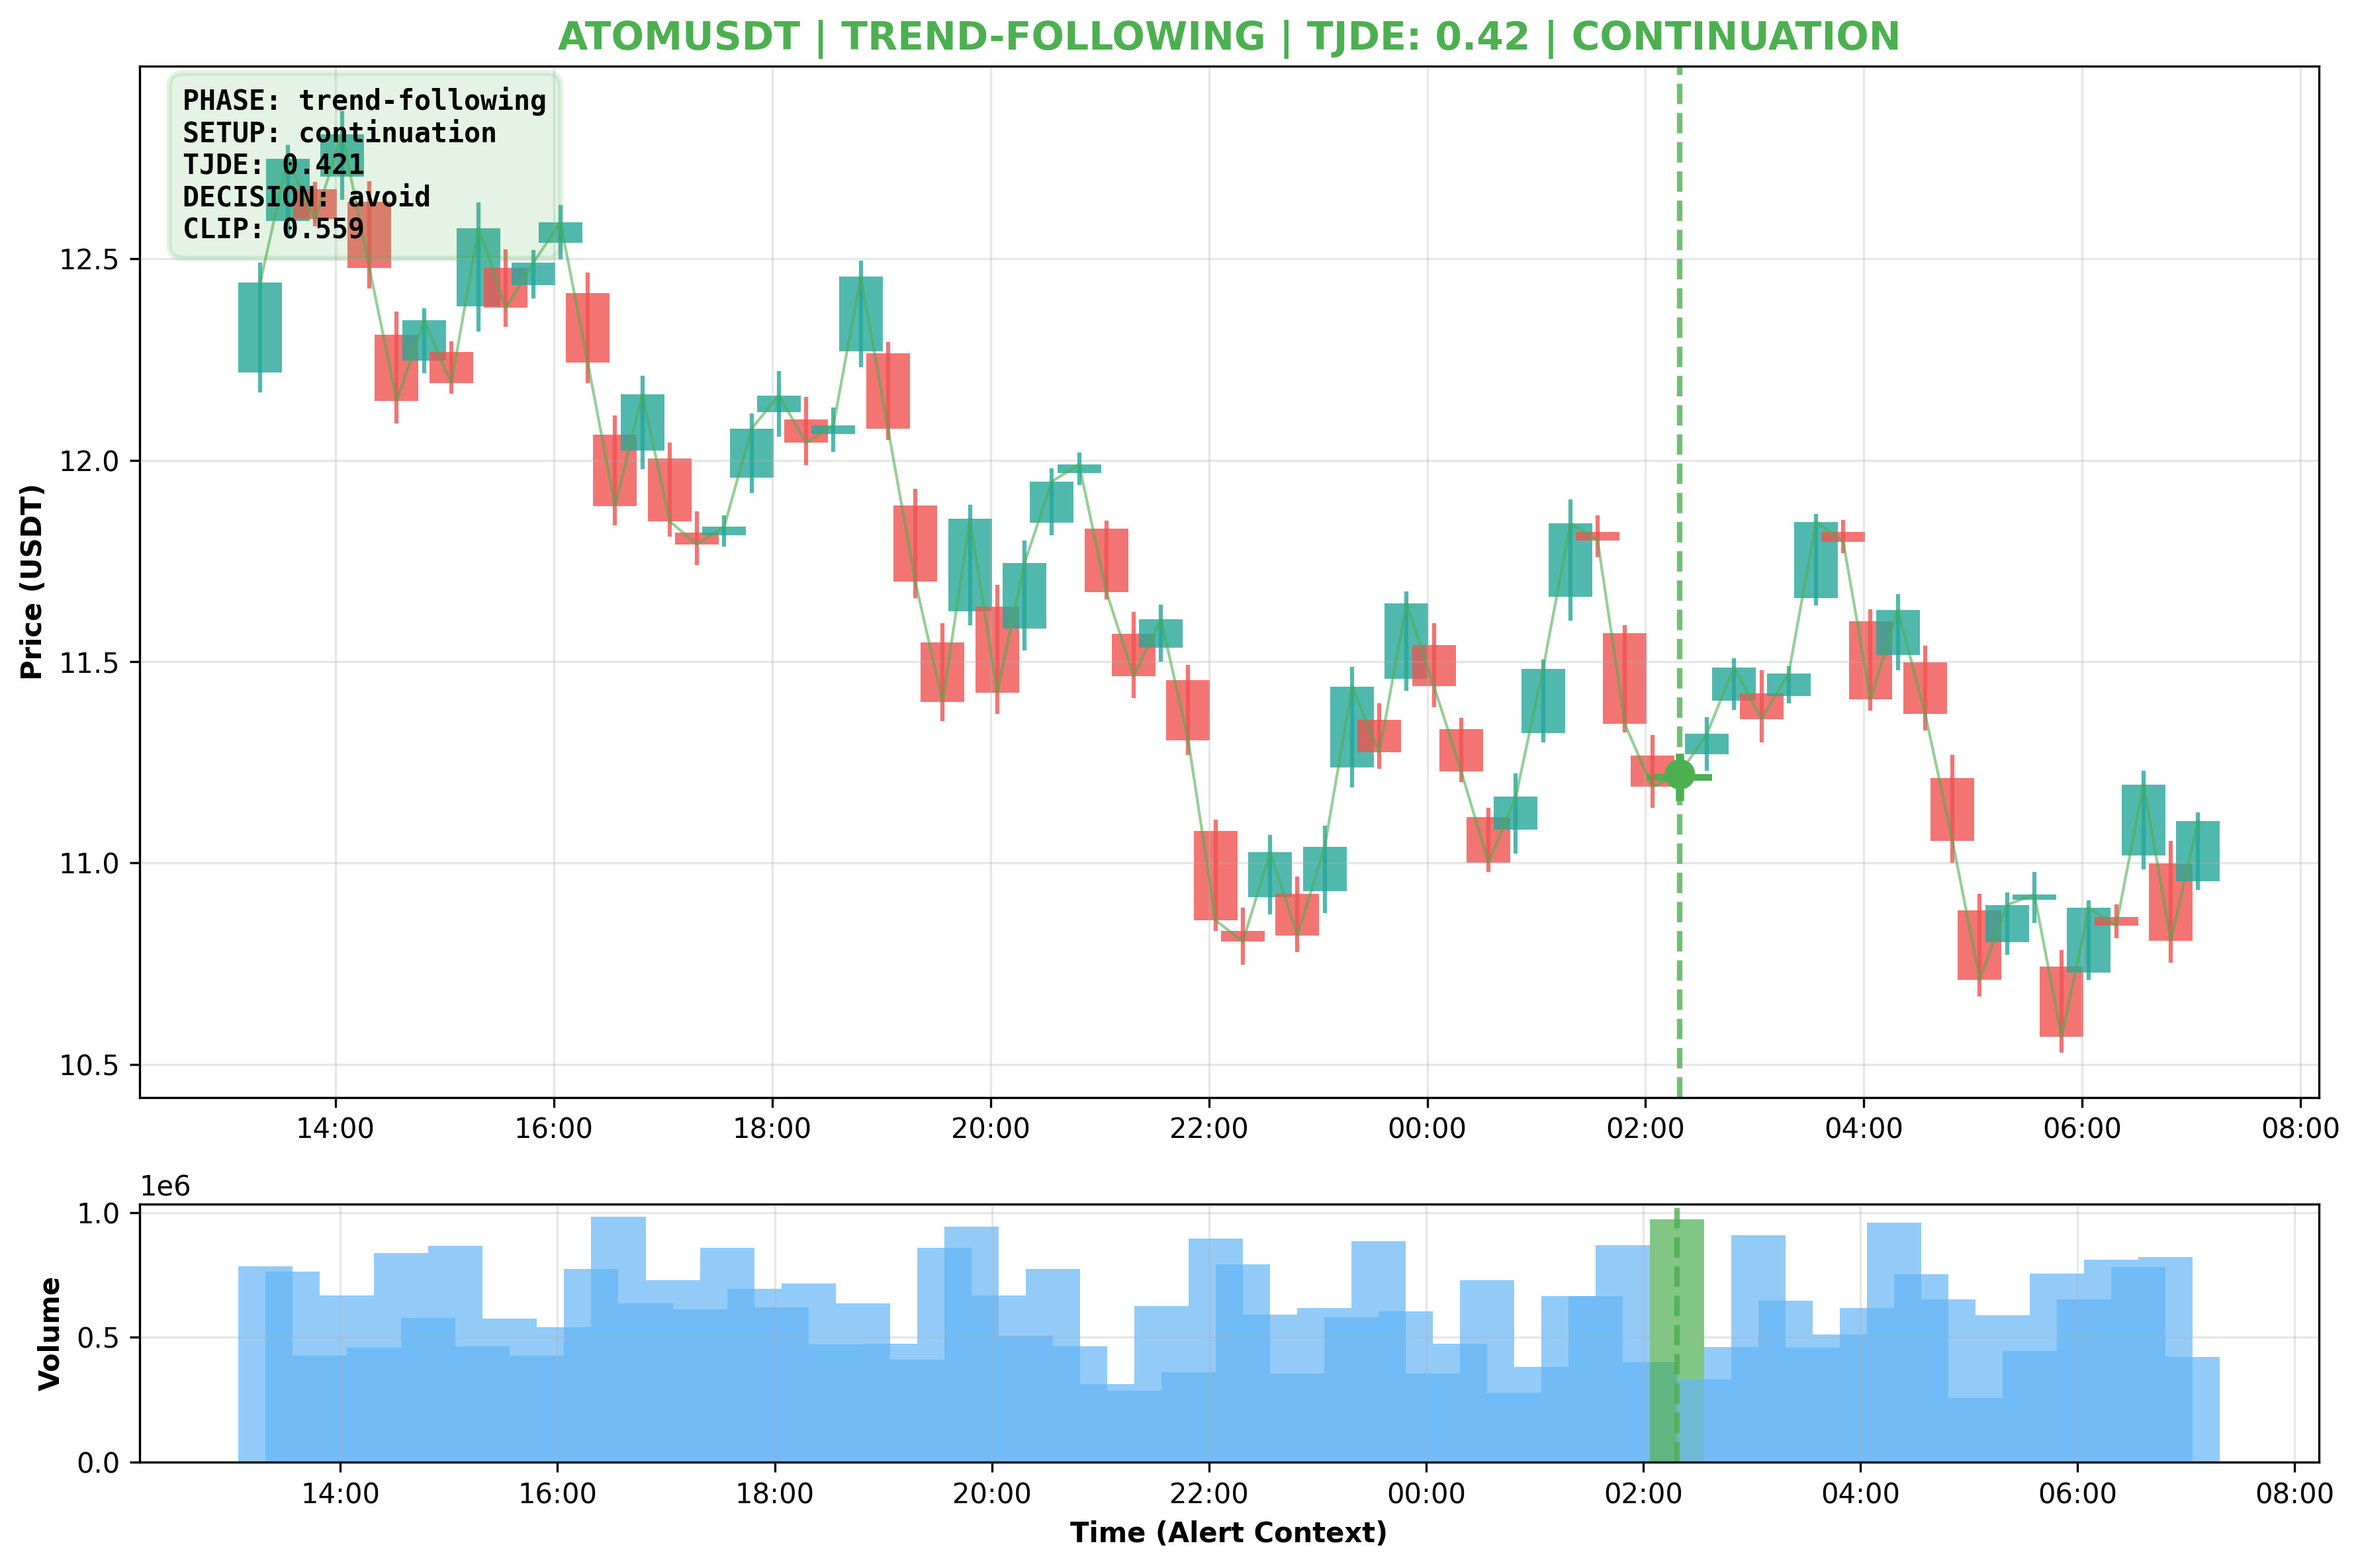 ATOMUSDT | TREND-FOLLOWING | TJDE: 0.42 | CONTINUATION
PHASE: trend-following
SETUP: continuation
TJDE: 0.421
DECISION: avoid
CLIP: 0.559
Price (USDT)
12.5
12.0
11.5
11.0
10.5
14:00 16:00 18:00 20:00 22:00 00:00 02:00 04:00 06:00 08:00
1e6
Volume
1.0
0.5
0.0
14:00 16:00 18:00 20:00 22:00 00:00 02:00 04:00 06:00 08:00
Time (Alert Context)